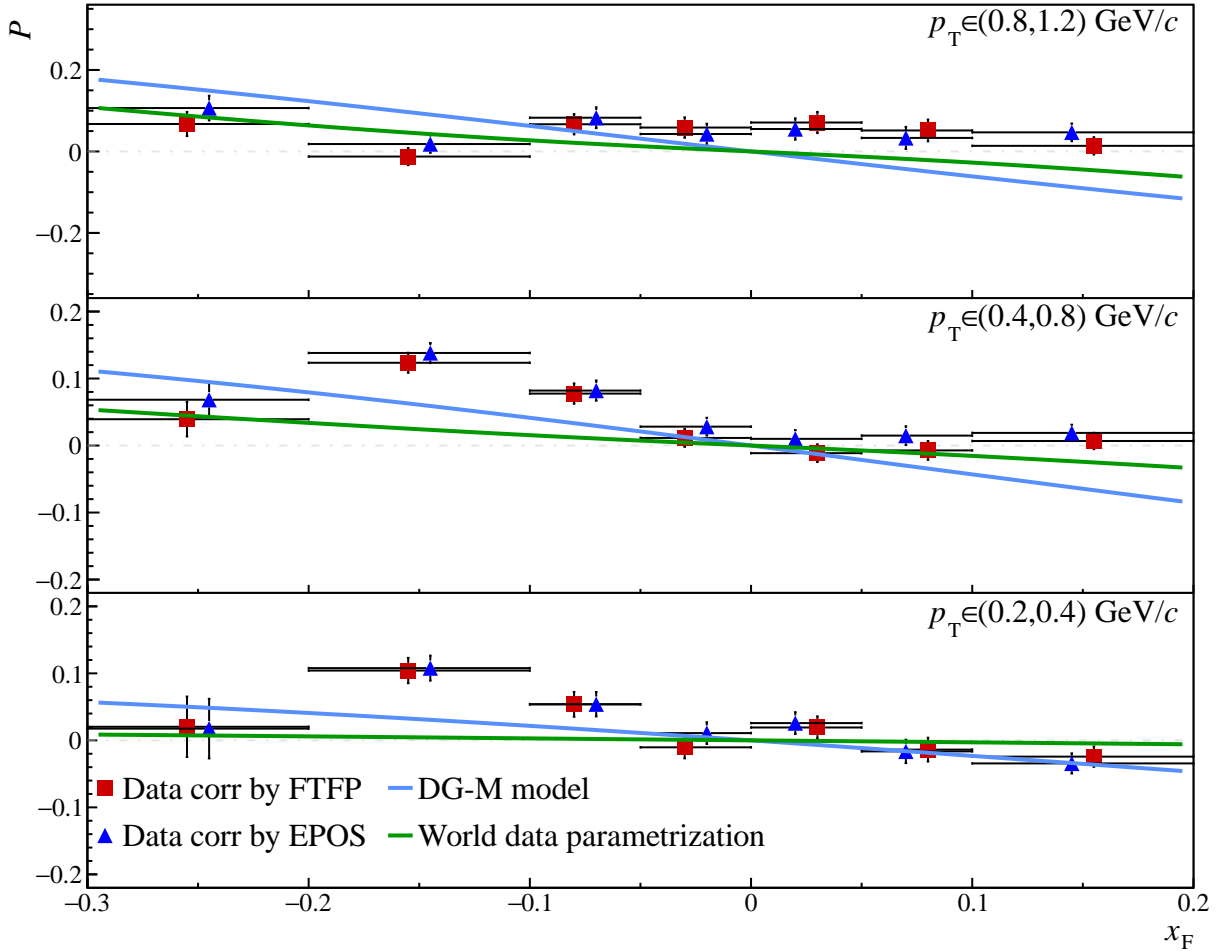 P
p_T∈(0.8,1.2) GeV/c
0.2
0
−0.2
p_T∈(0.4,0.8) GeV/c
0.2
0.1
0
−0.1
−0.2
p_T∈(0.2,0.4) GeV/c
0.2
0.1
0
−0.1
−0.2
Data corr by FTFP
DG-M model
Data corr by EPOS
World data parametrization
−0.3 −0.2 −0.1 0 0.1 0.2
x_F